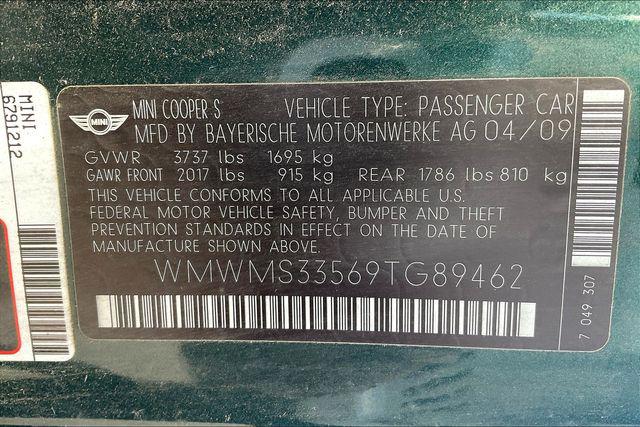 MINI
6791212
MINI
MINI COOPER S VEHICLE TYPE: PASSENGER CAR
MFD BY BAYERISCHE MOTORENWERKE AG 04/09
GVWR 3737 lbs 1695 kg
GAWR FRONT 2017 lbs 915 kg REAR 1786 lbs 810 kg
THIS VEHICLE CONFORMS TO ALL APPLICABLE U.S.
FEDERAL MOTOR VEHICLE SAFETY, BUMPER AND THEFT
PREVENTION STANDARDS IN EFFECT ON THE DATE OF
MANUFACTURE SHOWN ABOVE.
WMWMS33569TG89462
7 049 307